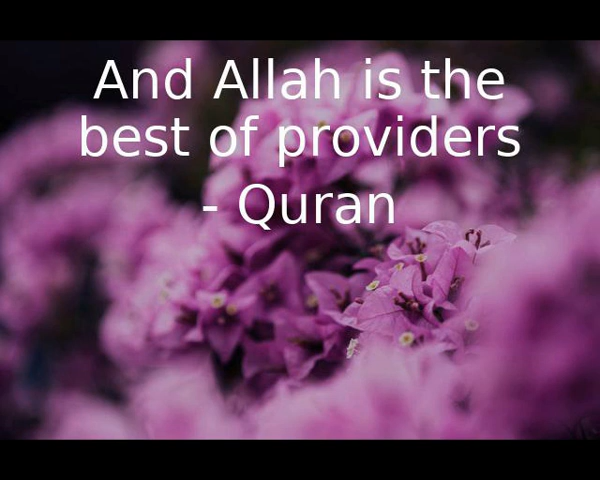 And Allah is the
best of providers
- Quran